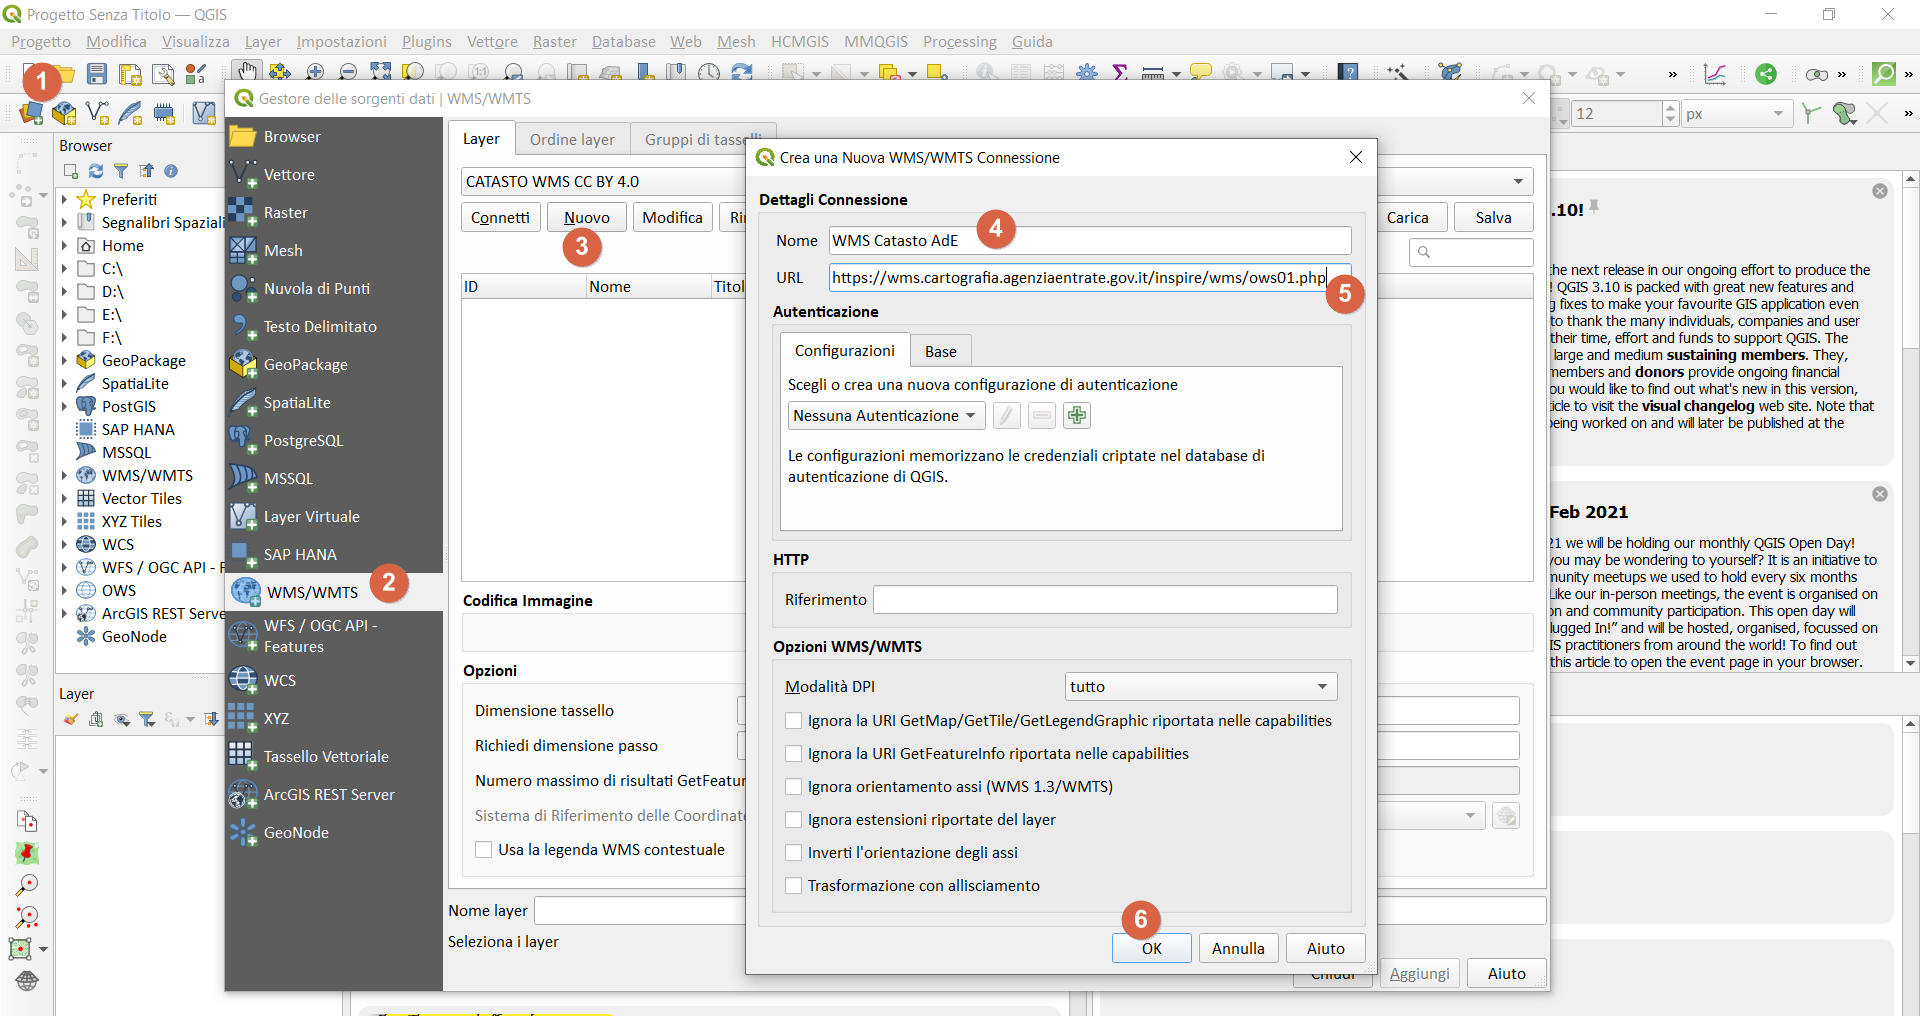 Progetto Senza Titolo — QGIS
Progetto Modifica Visualizza Layer Impostazioni Plugins Vettore Raster Database Web Mesh HCMGIS MMQGIS Processing Guida
1
»
»
»
12
px
»
Browser
Preferiti
Segnalibri Spaziali
Home
C:\
D:\
E:\
F:\
GeoPackage
SpatiaLite
PostGIS
SAP HANA
MSSQL
WMS/WMTS
Vector Tiles
XYZ Tiles
WCS
WFS / OGC API - F
OWS
ArcGIS REST Serve
GeoNode
Layer
Gestore delle sorgenti dati | WMS/WMTS
Browser
Vettore
Raster
Mesh
Nuvola di Punti
Testo Delimitato
GeoPackage
SpatiaLite
PostgreSQL
MSSQL
Layer Virtuale
SAP HANA
WMS/WMTS
2
WFS / OGC API -
Features
WCS
XYZ
Tassello Vettoriale
ArcGIS REST Server
GeoNode
Layer Ordine layer Gruppi di tasselli
CATASTO WMS CC BY 4.0
Connetti Nuovo Modifica Rim Carica Salva
3
ID Nome Titol
Codifica Immagine
Opzioni
Dimensione tassello
Richiedi dimensione passo
Numero massimo di risultati GetFeatur
Sistema di Riferimento delle Coordinate
Usa la legenda WMS contestuale
Nome layer
Seleziona i layer
Chiudi Aggiungi Aiuto
Crea una Nuova WMS/WMTS Connessione
Dettagli Connessione
Nome WMS Catasto AdE
4
URL https://wms.cartografia.agenziaentrate.gov.it/inspire/wms/ows01.php
5
Autenticazione
Configurazioni Base
Scegli o crea una nuova configurazione di autenticazione
Nessuna Autenticazione
Le configurazioni memorizzano le credenziali criptate nel database di
autenticazione di QGIS.
HTTP
Riferimento
Opzioni WMS/WMTS
Modalità DPI tutto
Ignora la URI GetMap/GetTile/GetLegendGraphic riportata nelle capabilities
Ignora la URI GetFeatureInfo riportata nelle capabilities
Ignora orientamento assi (WMS 1.3/WMTS)
Ignora estensioni riportate del layer
Inverti l'orientazione degli assi
Trasformazione con allisciamento
6
OK Annulla Aiuto
.10!
the next release in our ongoing effort to produce the
! QGIS 3.10 is packed with great new features and
g fixes to make your favourite GIS application even
to thank the many individuals, companies and user
their time, effort and funds to support QGIS. The
large and medium sustaining members. They,
members and donors provide ongoing financial
ou would like to find out what's new in this version,
icle to visit the visual changelog web site. Note that
being worked on and will later be published at the
Feb 2021
21 we will be holding our monthly QGIS Open Day!
you may be wondering to yourself? It is an initiative to
munity meetups we used to hold every six months
Like our in-person meetings, the event is organised on
on and community participation. This open day will
lugged In!” and will be hosted, organised, focussed on
IS practitioners from around the world! To find out
this article to open the event page in your browser.